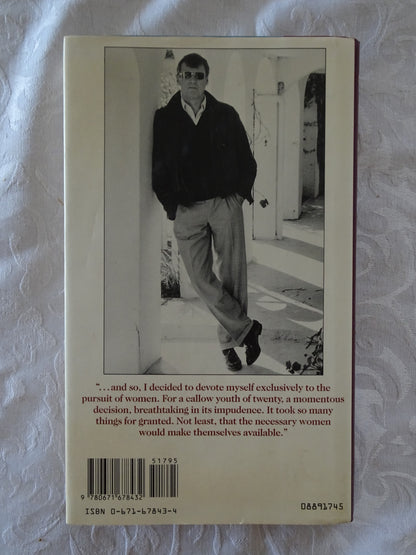 “. . . and so, I decided to devote myself exclusively to the
pursuit of women. For a callow youth of twenty, a momentous
decision, breathtaking in its impudence. It took so many
things for granted. Not least, that the necessary women
would make themselves available.”
51795
9 780671 678432
ISBN 0-671-67843-4
08891745